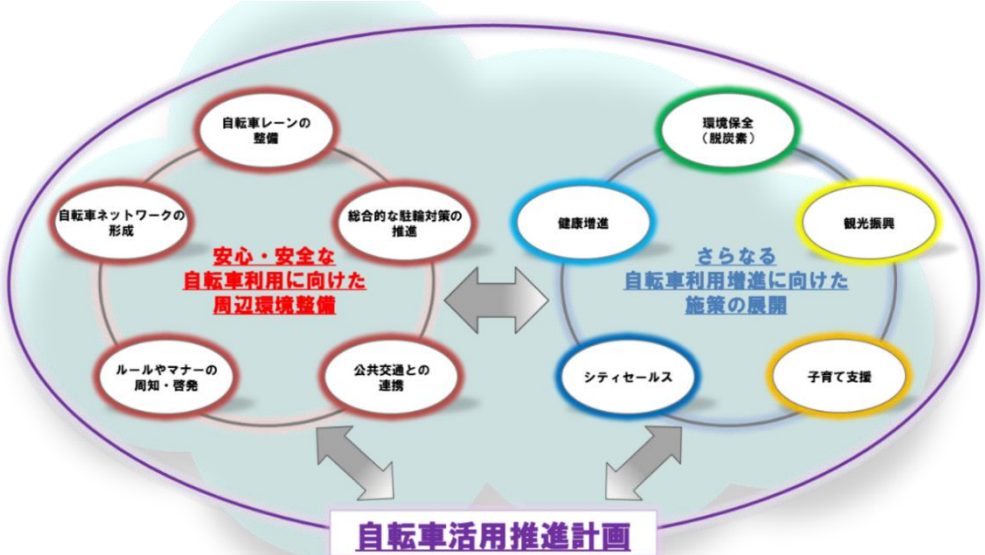 自転車レーンの
整備
自転車ネットワークの
形成
総合的な駐輪対策の
推進
安心・安全な
自転車利用に向けた
周辺環境整備
ルールやマナーの
周知・啓発
公共交通との
連携
環境保全
(脱炭素)
健康増進
観光振興
さらなる
自転車利用増進に向けた
施策の展開
シティセールス
子育て支援
自転車活用推進計画